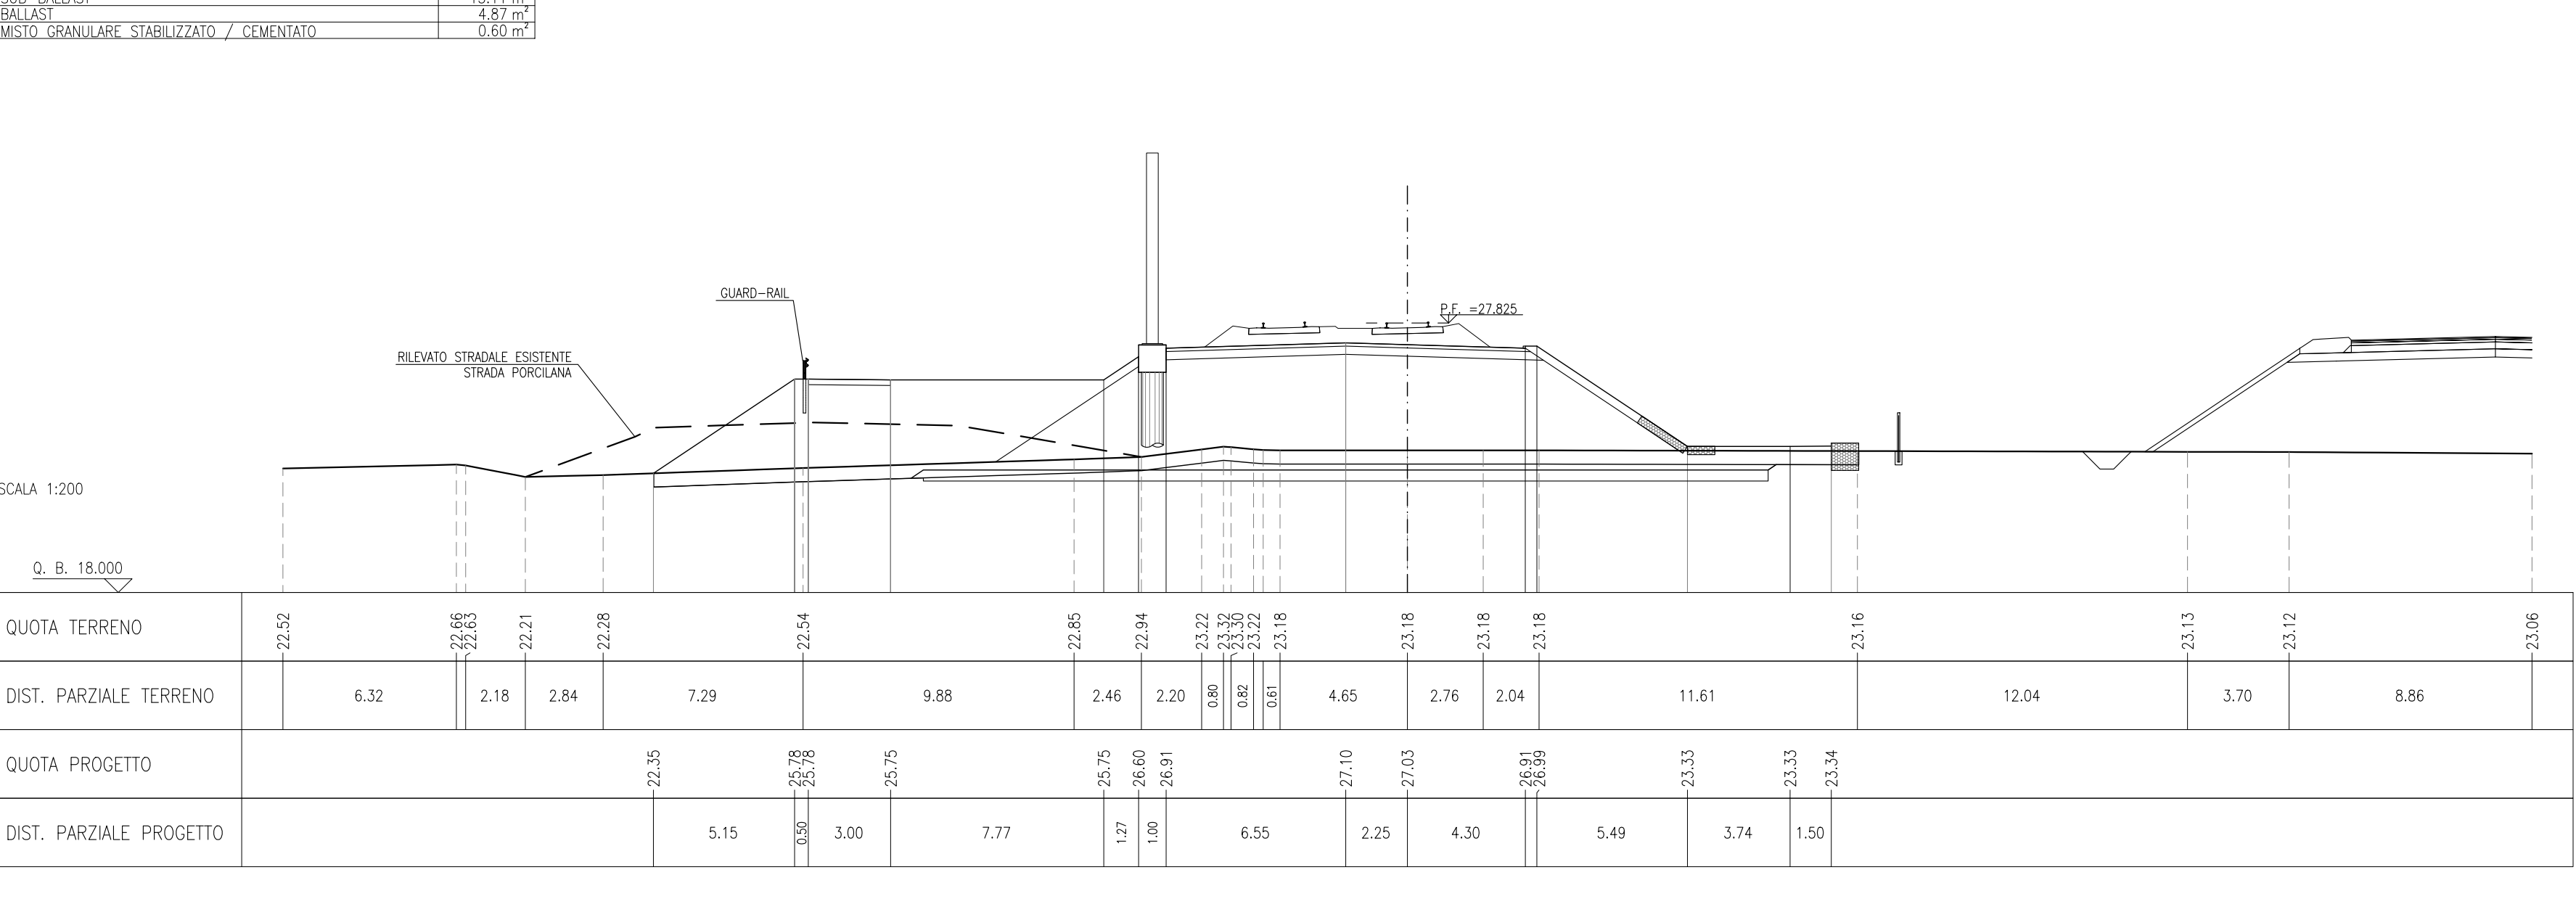 BALLAST 4.87 m²
MISTO GRANULARE STABILIZZATO / CEMENTATO 0.60 m²
GUARD-RAIL
P.F. =27.825
RILEVATO STRADALE ESISTENTE
STRADA PORCILANA
SCALA 1:200
Q. B. 18.000
QUOTA TERRENO 22.52 22.66 22.63 22.21 22.28 22.54 22.85 22.94 23.22 23.32 23.30 23.22 23.18 23.18 23.18 23.18 23.16 23.13 23.12 23.06
DIST. PARZIALE TERRENO 6.32 2.18 2.84 7.29 9.88 2.46 2.20 0.80 0.82 0.61 4.65 2.76 2.04 11.61 12.04 3.70 8.86
QUOTA PROGETTO 22.35 25.78 25.78 25.75 25.75 26.60 26.91 27.10 27.03 26.91 26.99 23.33 23.33 23.34
DIST. PARZIALE PROGETTO 5.15 0.50 3.00 7.77 1.27 1.00 6.55 2.25 4.30 5.49 3.74 1.50